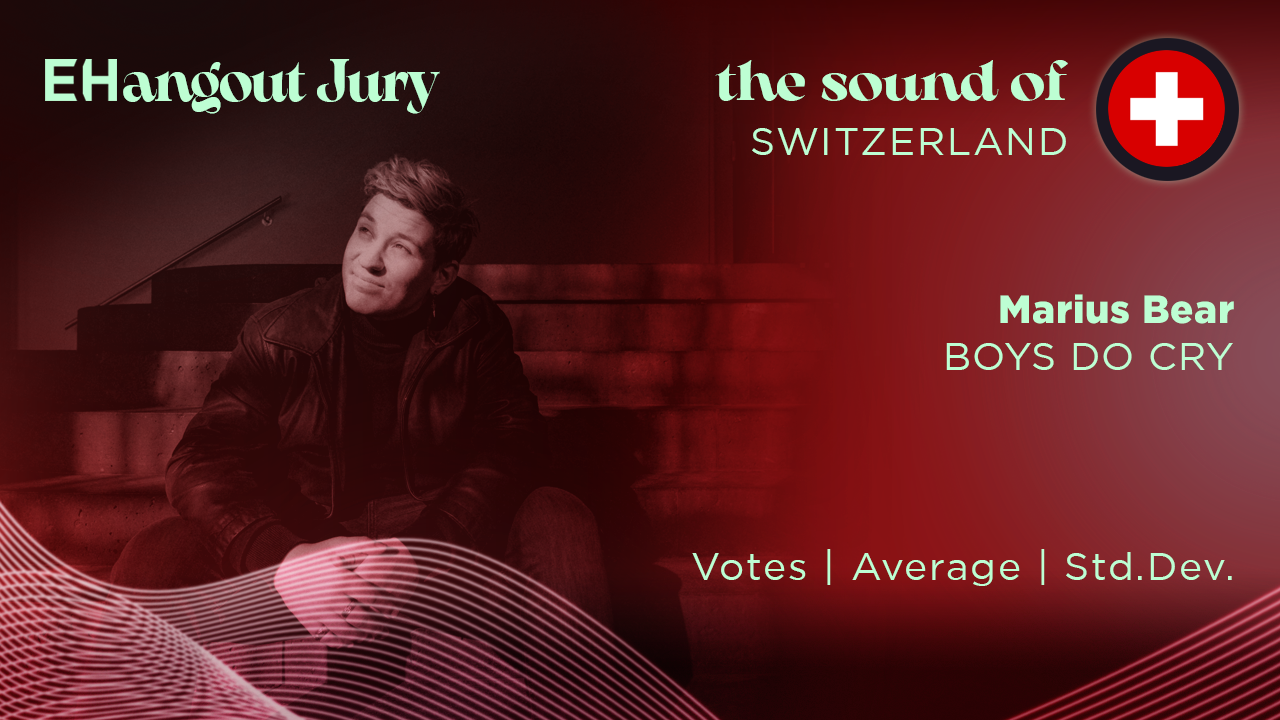 EHangout Jury
the sound of
SWITZERLAND
Marius Bear
BOYS DO CRY
Votes | Average | Std.Dev.